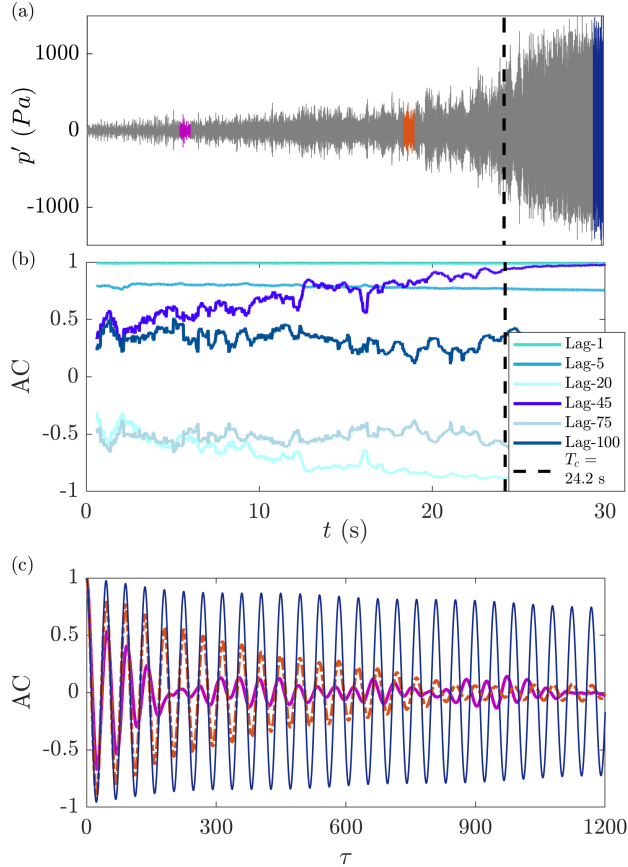 (a)
1000
0
-1000
p′ (Pa)
(b)
1
0.5
0
-0.5
-1
AC
Lag-1
Lag-5
Lag-20
Lag-45
Lag-75
Lag-100
T_c =
24.2 s
0 10 20 30
t (s)
(c)
1
0.5
0
-0.5
-1
AC
0 300 600 900 1200
τ